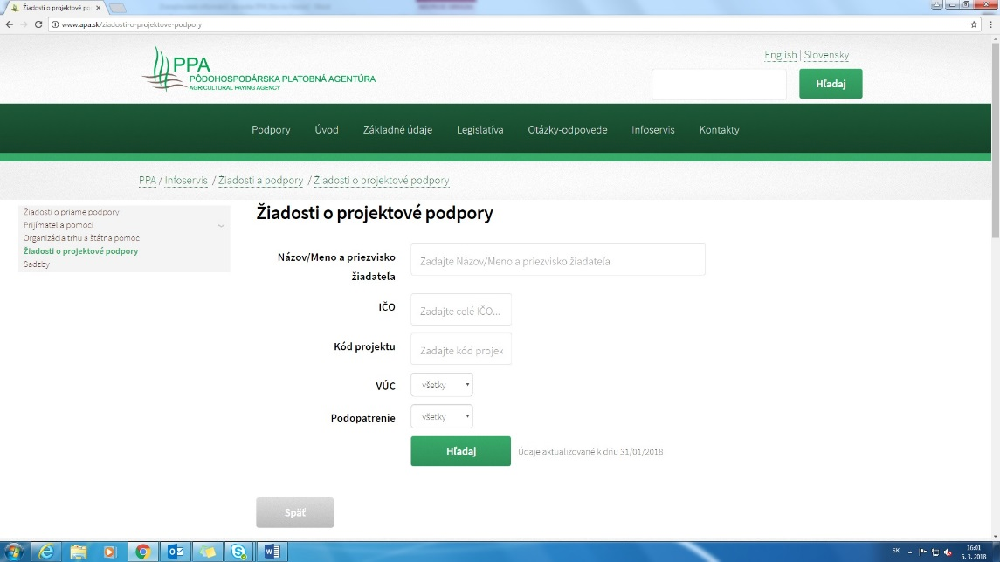 Žiadosti o projektové po
www.apa.sk/ziadosti-o-projektove-podpory
English | Slovensky
PPA
PÔDOHOSPODÁRSKA PLATOBNÁ AGENTÚRA
AGRICULTURAL PAYING AGENCY
Hľadaj
Podpory Úvod Základné údaje Legislatíva Otázky-odpovede Infoservis Kontakty
PPA / Infoservis / Žiadosti a podpory / Žiadosti o projektové podpory
Žiadosti o priame podpory
Prijímatelia pomoci
Organizácia trhu a štátna pomoc
Žiadosti o projektové podpory
Sadzby
Žiadosti o projektové podpory
Názov/Meno a priezvisko
žiadateľa
Zadajte Názov/Meno a priezvisko žiadateľa
IČO
Zadajte celé IČO...
Kód projektu
Zadajte kód projek
VÚC
všetky
Podopatrenie
všetky
Hľadaj
Údaje aktualizované k dňu 31/01/2018
Späť
SK
16:01
6. 3. 2018